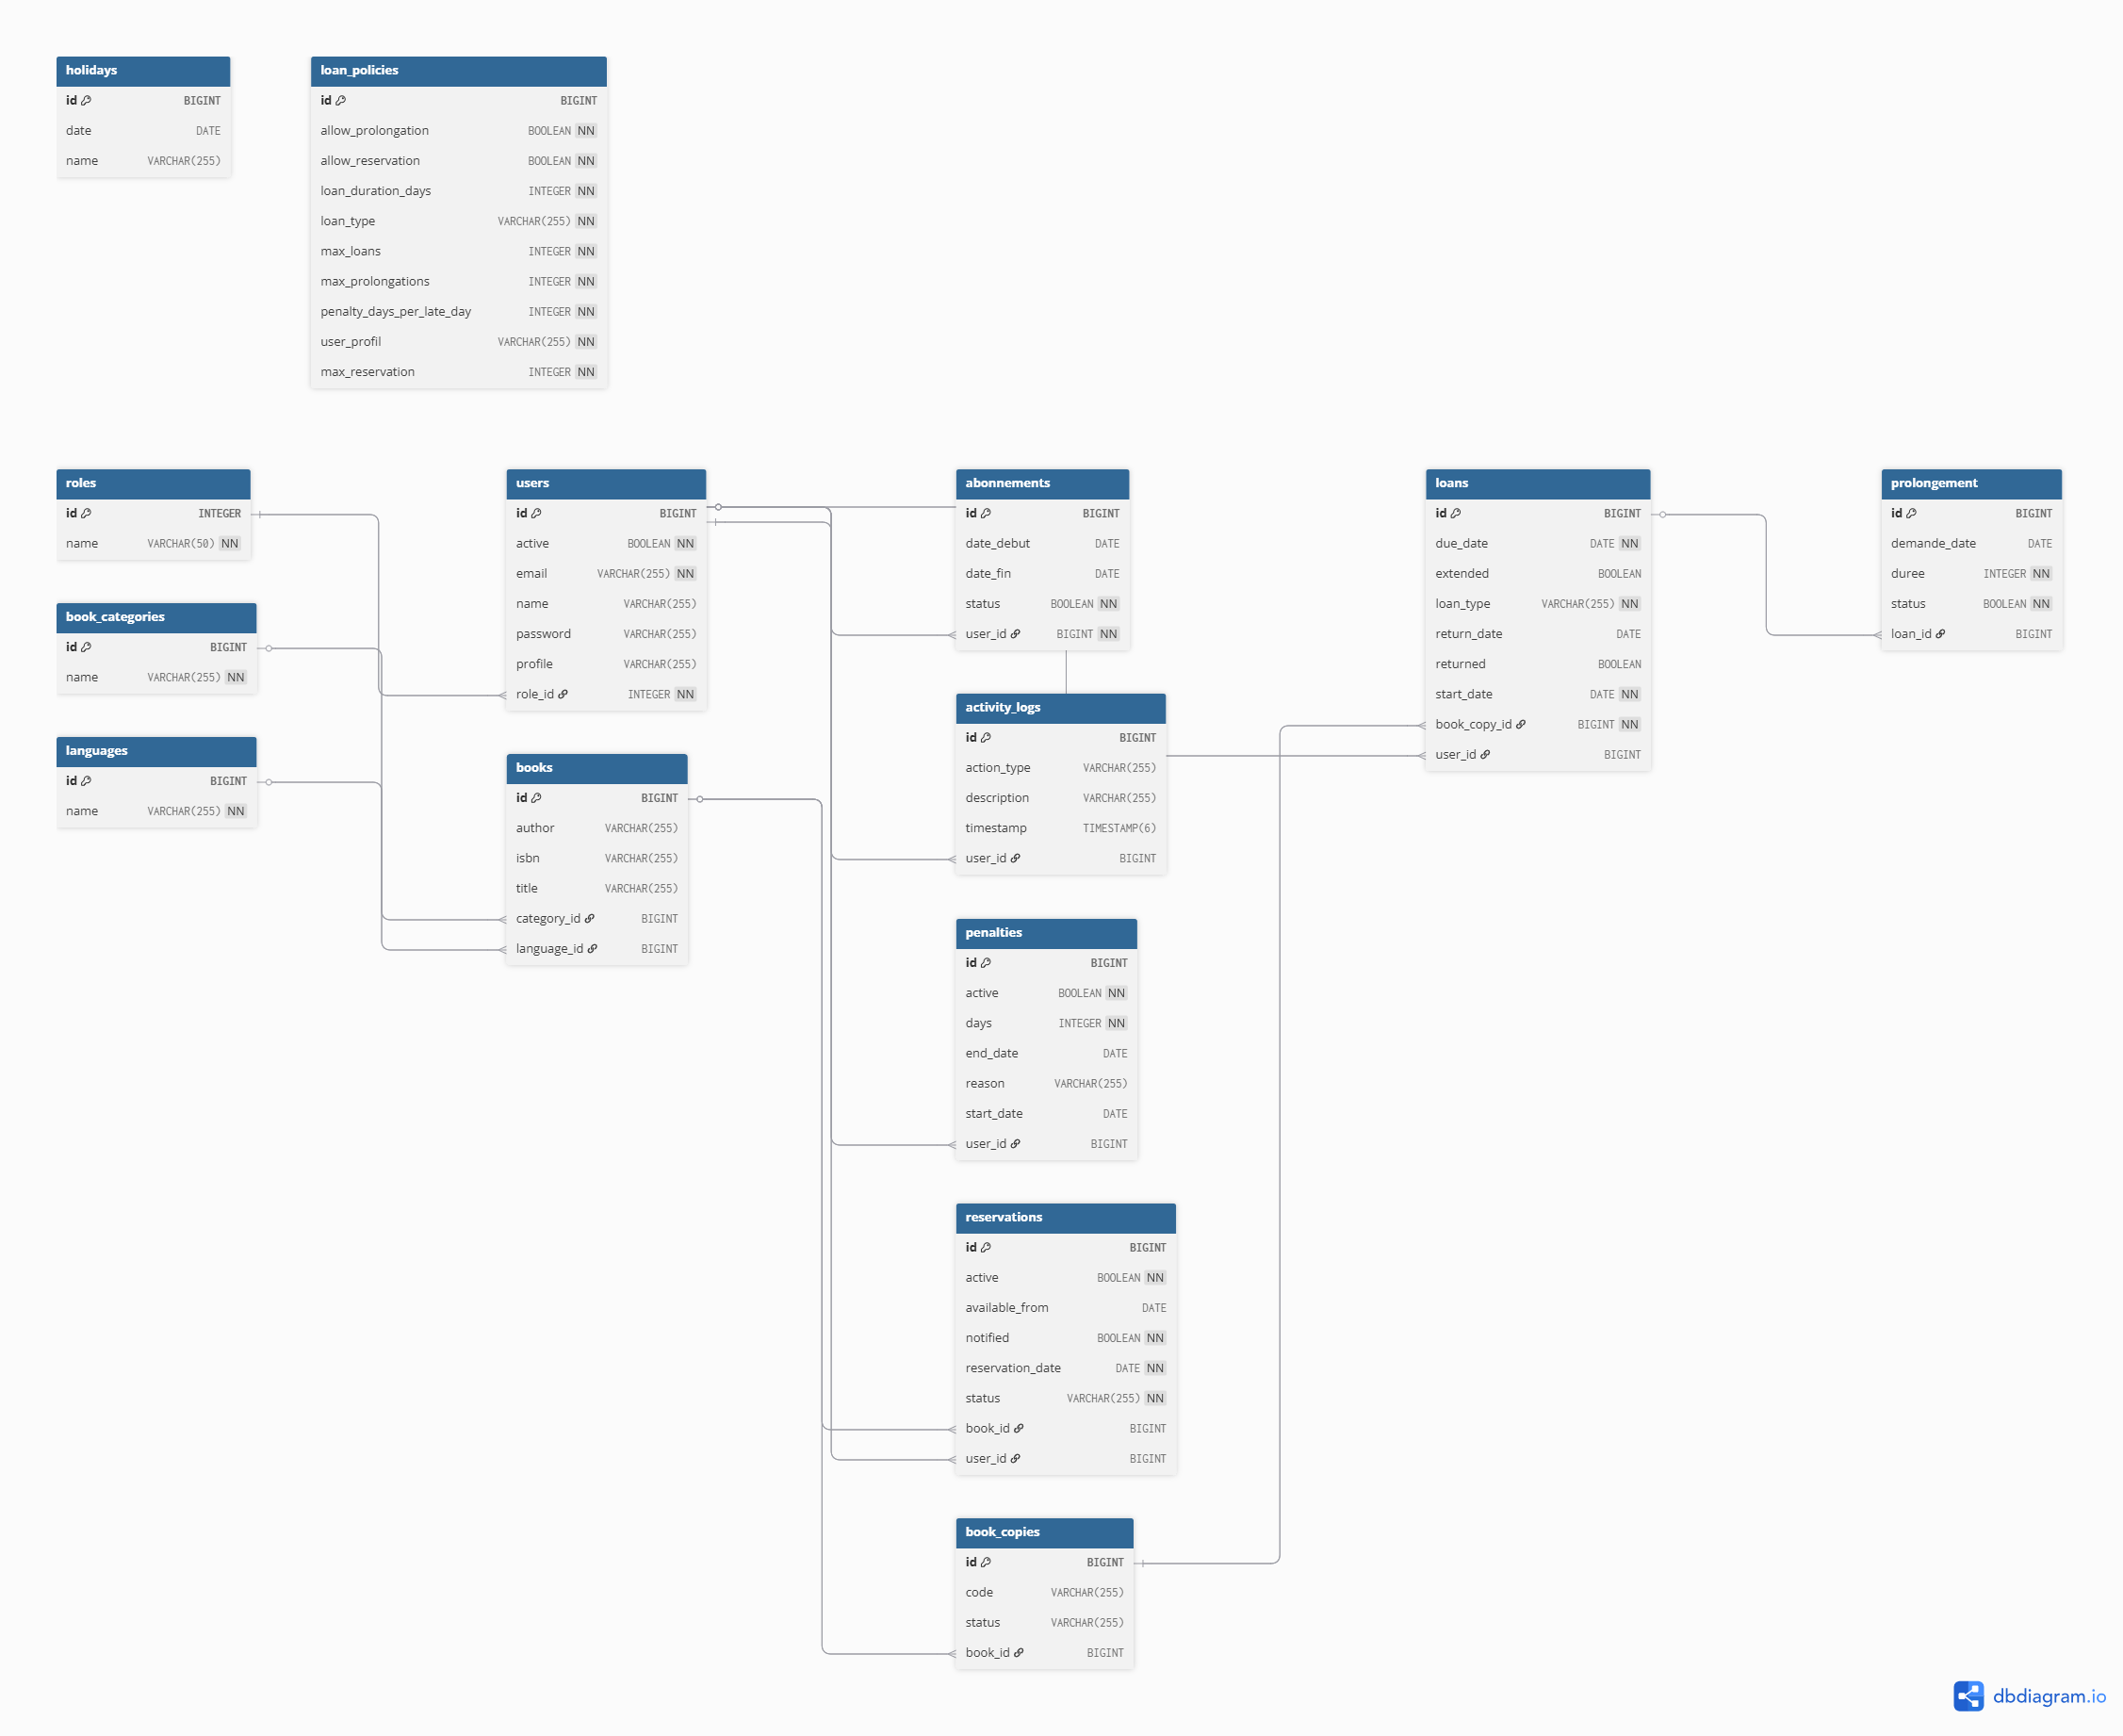 holidays
id BIGINT
date DATE
name VARCHAR(255)
loan_policies
id BIGINT
allow_prolongation BOOLEAN NN
allow_reservation BOOLEAN NN
loan_duration_days INTEGER NN
loan_type VARCHAR(255) NN
max_loans INTEGER NN
max_prolongations INTEGER NN
penalty_days_per_late_day INTEGER NN
user_profil VARCHAR(255) NN
max_reservation INTEGER NN
roles
id INTEGER
name VARCHAR(50) NN
book_categories
id BIGINT
name VARCHAR(255) NN
languages
id BIGINT
name VARCHAR(255) NN
users
id BIGINT
active BOOLEAN NN
email VARCHAR(255) NN
name VARCHAR(255)
password VARCHAR(255)
profile VARCHAR(255)
role_id INTEGER NN
books
id BIGINT
author VARCHAR(255)
isbn VARCHAR(255)
title VARCHAR(255)
category_id BIGINT
language_id BIGINT
abonnements
id BIGINT
date_debut DATE
date_fin DATE
status BOOLEAN NN
user_id BIGINT NN
activity_logs
id BIGINT
action_type VARCHAR(255)
description VARCHAR(255)
timestamp TIMESTAMP(6)
user_id BIGINT
penalties
id BIGINT
active BOOLEAN NN
days INTEGER NN
end_date DATE
reason VARCHAR(255)
start_date DATE
user_id BIGINT
reservations
id BIGINT
active BOOLEAN NN
available_from DATE
notified BOOLEAN NN
reservation_date DATE NN
status VARCHAR(255) NN
book_id BIGINT
user_id BIGINT
book_copies
id BIGINT
code VARCHAR(255)
status VARCHAR(255)
book_id BIGINT
loans
id BIGINT
due_date DATE NN
extended BOOLEAN
loan_type VARCHAR(255) NN
return_date DATE
returned BOOLEAN
start_date DATE NN
book_copy_id BIGINT NN
user_id BIGINT
prolongement
id BIGINT
demande_date DATE
duree INTEGER NN
status BOOLEAN NN
loan_id BIGINT
dbdiagram.io